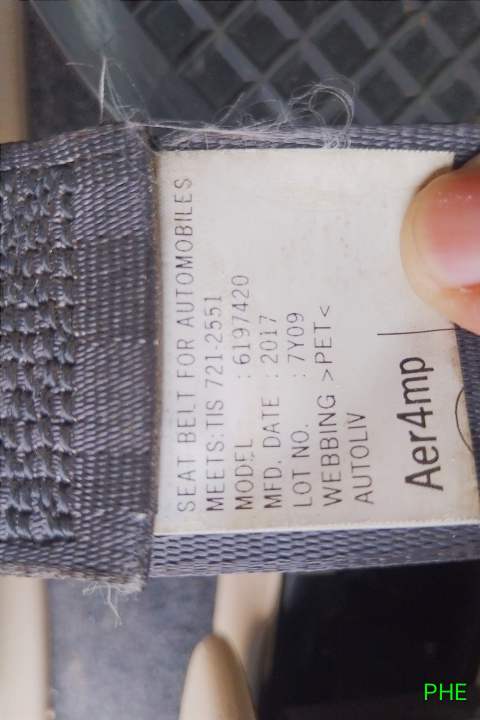 SEAT BELT FOR AUTOMOBILES
MEETS: TIS 721-2551
MODEL : 6197420
MFD. DATE : 2017
LOT NO. : 7Y09
WEBBING >PET<
AUTOLIV
Aer4mp
PHE